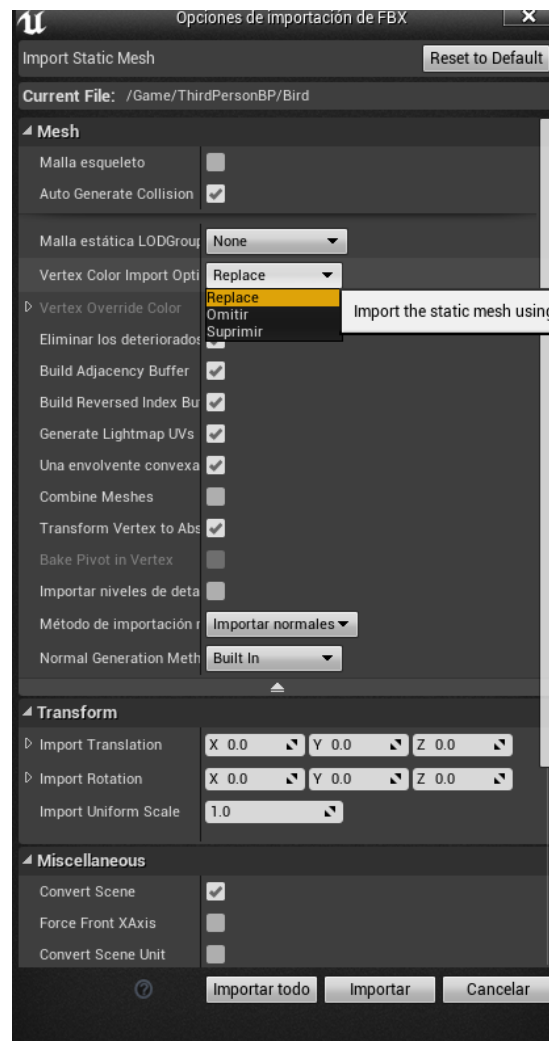 Opciones de importación de FBX
Import Static Mesh Reset to Default
Current File: /Game/ThirdPersonBP/Bird
Mesh
Malla esqueleto
Auto Generate Collision
Malla estática LODGroup None
Vertex Color Import Opti Replace
Vertex Override Color Replace
Omitir
Import the static mesh using
Eliminar los deteriorados Suprimir
Build Adjacency Buffer
Build Reversed Index Bu
Generate Lightmap UVs
Una envolvente convexa
Combine Meshes
Transform Vertex to Abs
Bake Pivot in Vertex
Importar niveles de deta
Método de importación r Importar normales
Normal Generation Meth Built In
Transform
Import Translation X 0.0 Y 0.0 Z 0.0
Import Rotation X 0.0 Y 0.0 Z 0.0
Import Uniform Scale 1.0
Miscellaneous
Convert Scene
Force Front XAxis
Convert Scene Unit
Importar todo Importar Cancelar